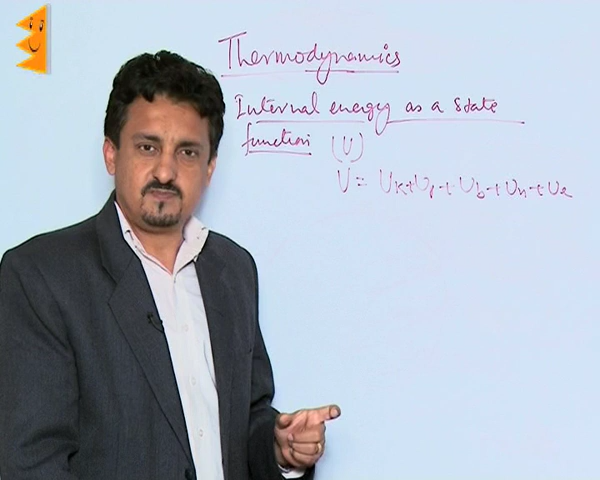 Thermodynamics
Internal energy as a State
function (U)
U = Uk+Up+Ub+Un+Ue